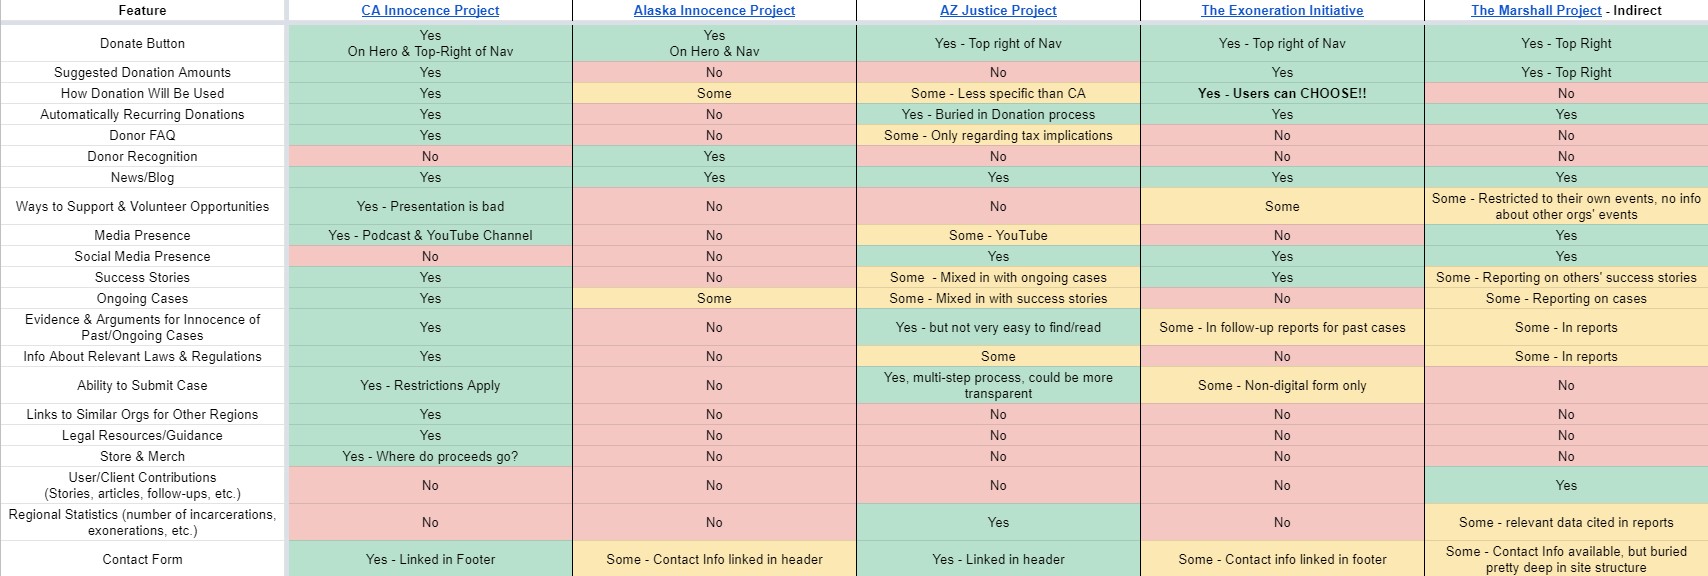 Feature CA Innocence Project Alaska Innocence Project AZ Justice Project The Exoneration Initiative The Marshall Project - Indirect
Donate Button Yes
On Hero & Top-Right of Nav Yes
On Hero & Nav Yes - Top right of Nav Yes - Top right of Nav Yes - Top Right
Suggested Donation Amounts Yes No No Yes Yes - Top Right
How Donation Will Be Used Yes Some Some - Less specific than CA Yes - Users can CHOOSE!! No
Automatically Recurring Donations Yes No Yes - Buried in Donation process Yes Yes
Donor FAQ Yes No Some - Only regarding tax implications No No
Donor Recognition No Yes No No No
News/Blog Yes Yes Yes Yes Yes
Ways to Support & Volunteer Opportunities Yes - Presentation is bad No No Some Some - Restricted to their own events, no info
about other orgs' events
Media Presence Yes - Podcast & YouTube Channel No Some - YouTube No Yes
Social Media Presence No No Yes Yes Yes
Success Stories Yes No Some - Mixed in with ongoing cases Yes Some - Reporting on others' success stories
Ongoing Cases Yes Some Some - Mixed in with success stories No Some - Reporting on cases
Evidence & Arguments for Innocence of
Past/Ongoing Cases Yes No Yes - but not very easy to find/read Some - In follow-up reports for past cases Some - In reports
Info About Relevant Laws & Regulations Yes No Some No Some - In reports
Ability to Submit Case Yes - Restrictions Apply No Yes, multi-step process, could be more
transparent Some - Non-digital form only No
Links to Similar Orgs for Other Regions Yes No No No No
Legal Resources/Guidance Yes No No No No
Store & Merch Yes - Where do proceeds go? No No No No
User/Client Contributions
(Stories, articles, follow-ups, etc.) No No No No Yes
Regional Statistics (number of incarcerations,
exonerations, etc.) No No Yes No Some - relevant data cited in reports
Contact Form Yes - Linked in Footer Some - Contact Info linked in header Yes - Linked in header Some - Contact info linked in footer Some - Contact Info available, but buried
pretty deep in site structure